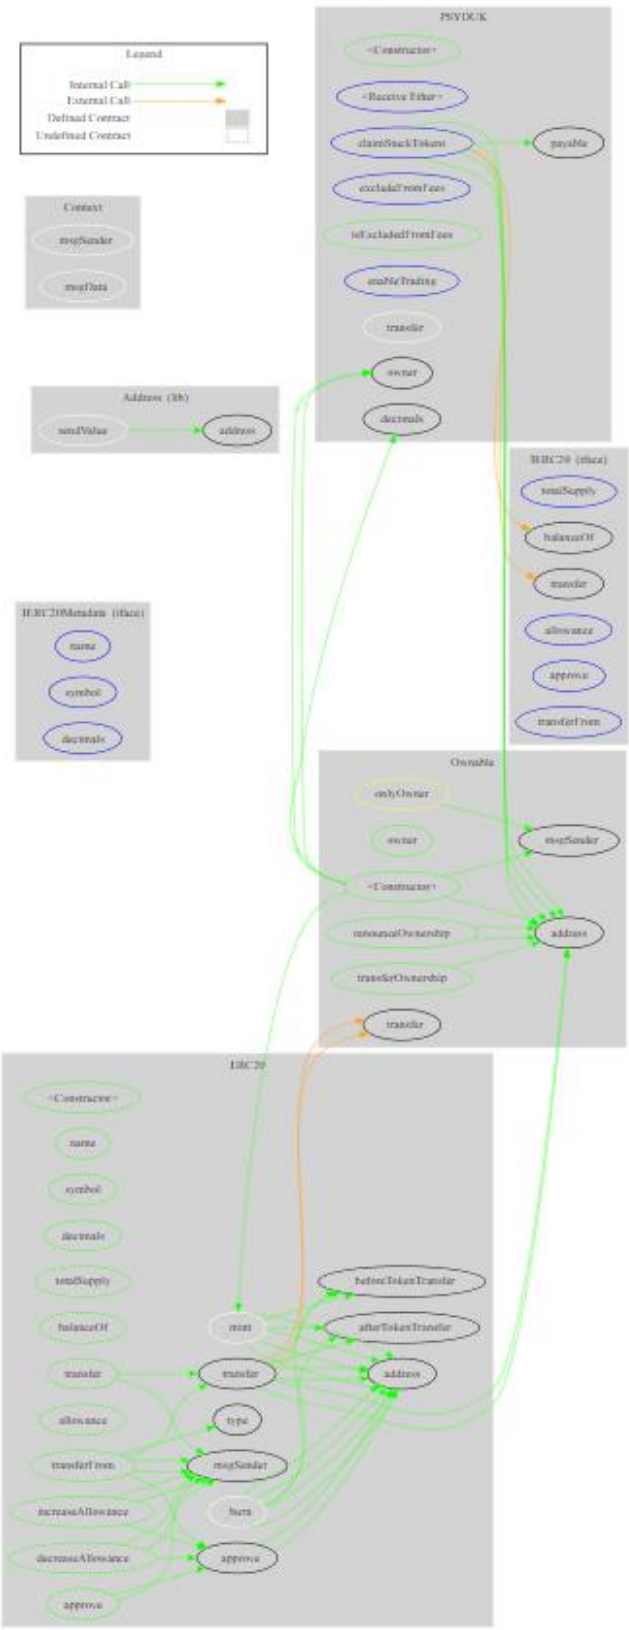 PSYDUK
<Constructor>
<Receive Ether>
claimStuckTokens
payable
excludeFromFees
isExcludedFromFees
enableTrading
transfer
owner
decimals
Legend
Internal Call
External Call
Defined Contract
Undefined Contract
Context
msgSender
msgData
Address (lib)
sendValue
address
IERC20 (iface)
totalSupply
balanceOf
transfer
allowance
approve
transferFrom
IERC20Metadata (iface)
name
symbol
decimals
Ownable
onlyOwner
msgSender
owner
<Constructor>
renounceOwnership
address
transferOwnership
transfer
ERC20
<Constructor>
name
symbol
decimals
totalSupply
beforeTokenTransfer
balanceOf
mint
afterTokenTransfer
transfer
transfer
address
allowance
type
transferFrom
msgSender
increaseAllowance
burn
decreaseAllowance
approve
approve